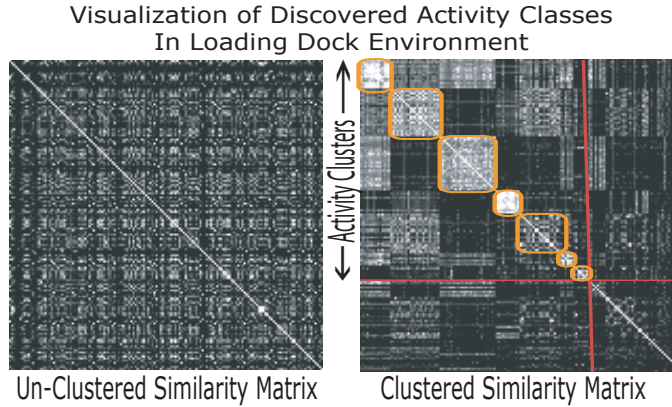 Visualization of Discovered Activity Classes
In Loading Dock Environment
Activity Clusters
Un-Clustered Similarity Matrix
Clustered Similarity Matrix